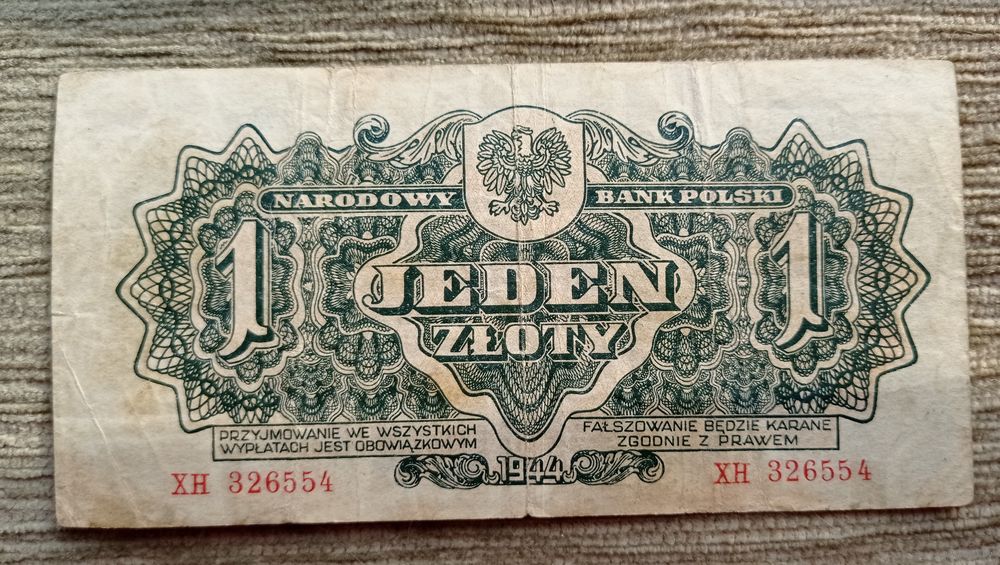 NARODOWY BANK POLSKI
1 JEDEN 1
ZŁOTY
PRZYJMOWANIE WE WSZYSTKICH
WYPŁATACH JEST OBOWIĄZKOWYM
FAŁSZOWANIE BĘDZIE KARANE
ZGODNIE Z PRAWEM
XH 326554
1944
XH 326554